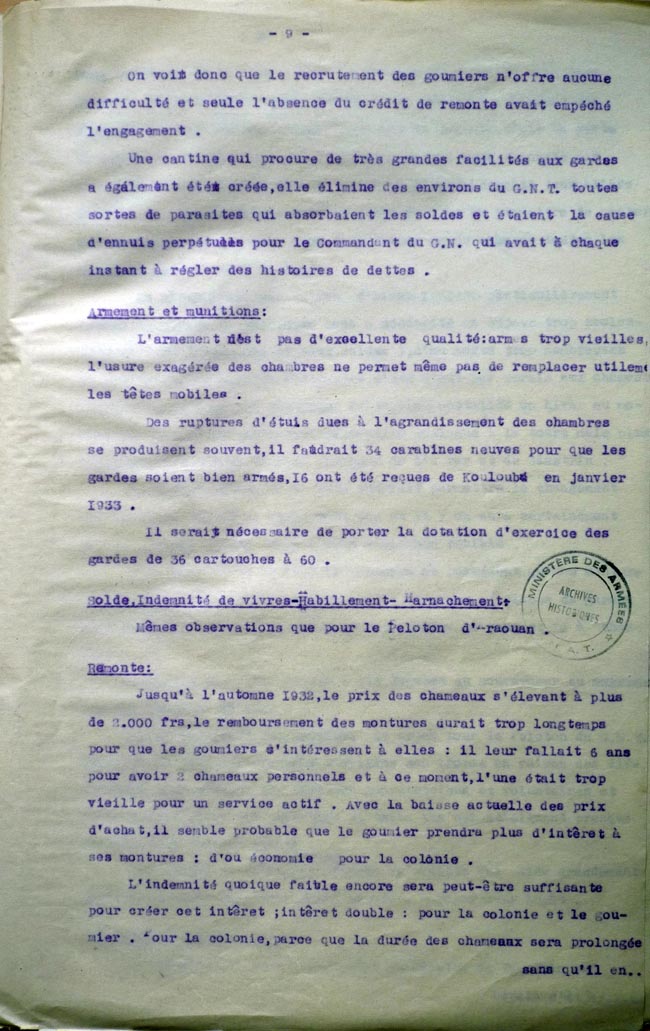 - 9 -
On voit donc que le recrutement des goumiers n'offre aucune
difficulté et seule l'absence du crédit de remonte avait empéché
l'engagement .
Une cantine qui procure de très grandes facilités aux gardes
a également été créée,elle élimine des environs du G.N.T. toutes
sortes de parasites qui absorbaient les soldes et étaient la cause
d'ennuis perpétuels pour le Commandant du G.N. qui avait à chaque
instant à régler des histoires de dettes .
Armement et munitions:
L'armement n'est pas d'excellente qualité:armes trop vieilles,
l'usure exagérée des chambres ne permet même pas de remplacer utileme
les têtes mobiles .
Des ruptures d'étuis dues à l'agrandissement des chambres
se produisent souvent,il faudrait 34 carabines neuves pour que les
gardes soient bien armés,I6 ont été reçues de Koulouba en janvier
I933 .
Il serait nécessaire de porter la dotation d'exercice des
gardes de 36 cartouches à 60 .
Solde,Indemnité de vivres-Habillement- Harnachement:
Mêmes observations que pour le Peloton d'Araouan .
Remonte:
Jusqu'à l'automne I932,le prix des chameaux s'élevant à plus
de 2.000 frs,le remboursement des montures durait trop longtemps
pour que les goumiers s'intéressent à elles : il leur fallait 6 ans
pour avoir 2 chameaux personnels et à ce moment,l'une était trop
vieille pour un service actif . Avec la baisse actuelle des prix
d'achat,il semble probable que le goumier prendra plus d'intêret à
ses montures : d'ou économie pour la colonie .
L'indemnité quoique faible encore sera peut-être suffisante
pour créer cet intêret ;intêret double : pour la colonie et le gou-
mier . Pour la colonie,parce que la durée des chameaux sera prolongée
sans qu'il en..
MINISTERE DES ARMÉES
ARCHIVES
HISTORIQUES
A.T.